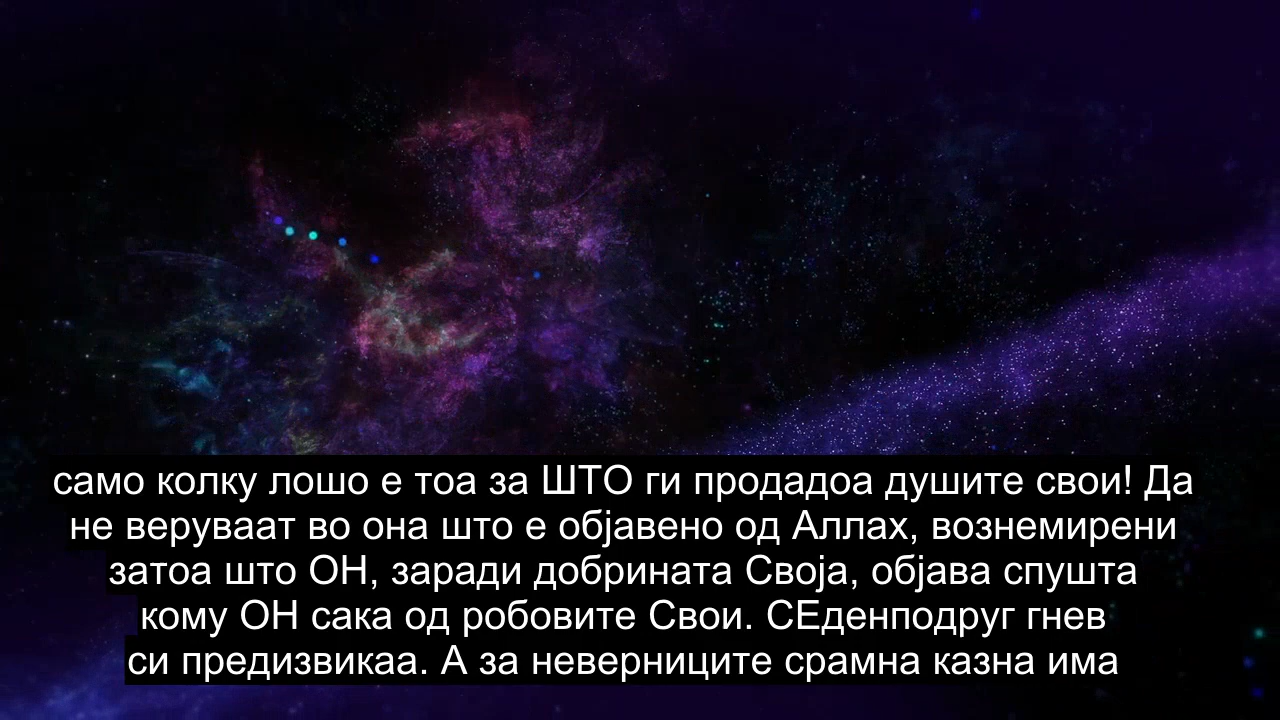 само колку лошо е тоа за ШТО ги продадоа душите свои! Да
не веруваат во она што е објавено од Аллах, вознемирени
затоа што ОН, заради добрината Своја, објава спушта
кому ОН сака од робовите Свои. СЕденподруг гнев
си предизвикаа. А за неверниците срамна казна има